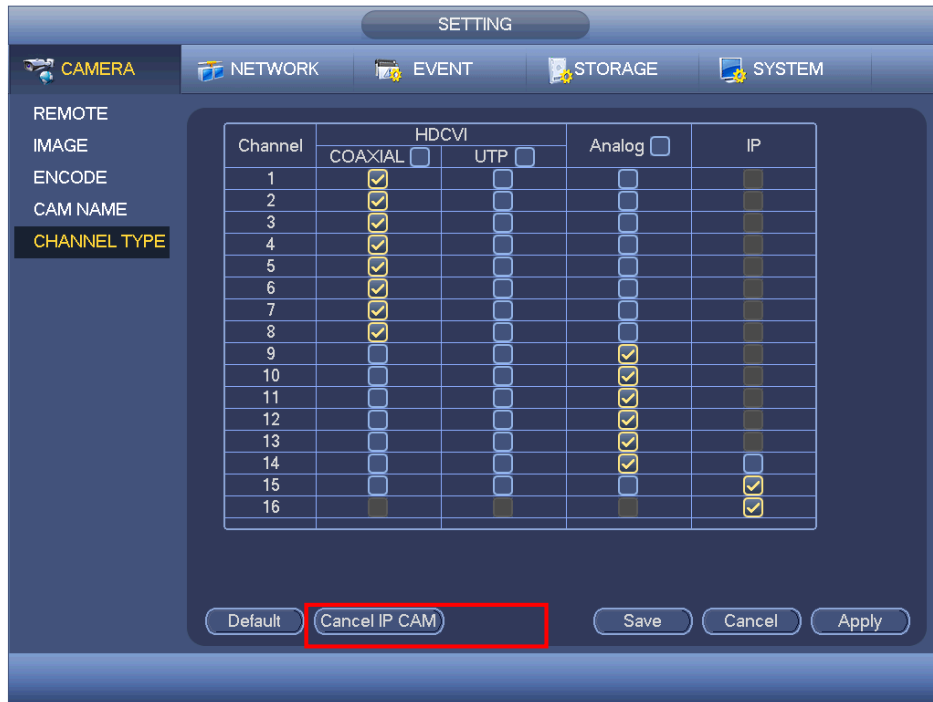 SETTING
CAMERA NETWORK EVENT STORAGE SYSTEM
REMOTE
IMAGE
ENCODE
CAM NAME
CHANNEL TYPE
Channel HDCVI Analog IP
COAXIAL UTP
1
2
3
4
5
6
7
8
9
10
11
12
13
14
15
16
Default Cancel IP CAM Save Cancel Apply